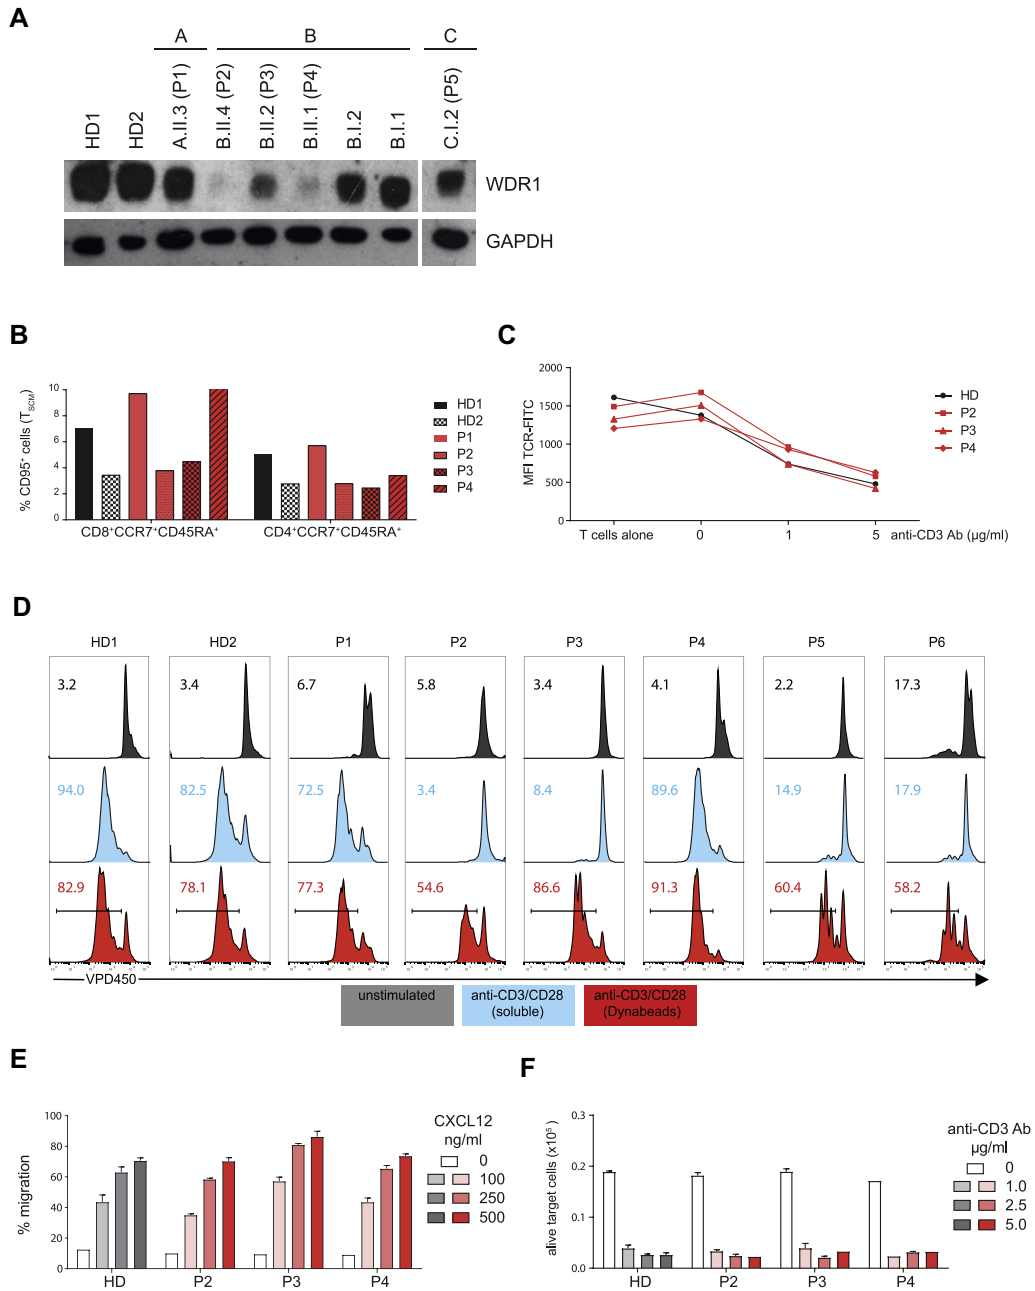 A
A B C
HD1 HD2 A.II.3 (P1) B.II.4 (P2) B.II.2 (P3) B.II.1 (P4) B.I.2 B.I.1 C.I.2 (P5)
WDR1
GAPDH
B
% CD95⁺ cells (T_SCM)
10
8
6
4
2
0
CD8⁺CCR7⁺CD45RA⁺ CD4⁺CCR7⁺CD45RA⁺
HD1
HD2
P1
P2
P3
P4
C
MFI TCR-FITC
2000
1500
1000
500
0
T cells alone 0 1 5 anti-CD3 Ab (µg/ml)
HD
P2
P3
P4
D
HD1 HD2 P1 P2 P3 P4 P5 P6
3.2 3.4 6.7 5.8 3.4 4.1 2.2 17.3
94.0 82.5 72.5 3.4 8.4 89.6 14.9 17.9
82.9 78.1 77.3 54.6 86.6 91.3 60.4 58.2
VPD450
unstimulated
anti-CD3/CD28
(soluble)
anti-CD3/CD28
(Dynabeads)
E
% migration
100
80
60
40
20
0
HD P2 P3 P4
CXCL12
ng/ml
0
100
250
500
F
alive target cells (x10⁵)
0.3
0.2
0.1
0.0
HD P2 P3 P4
anti-CD3 Ab
µg/ml
0
1.0
2.5
5.0